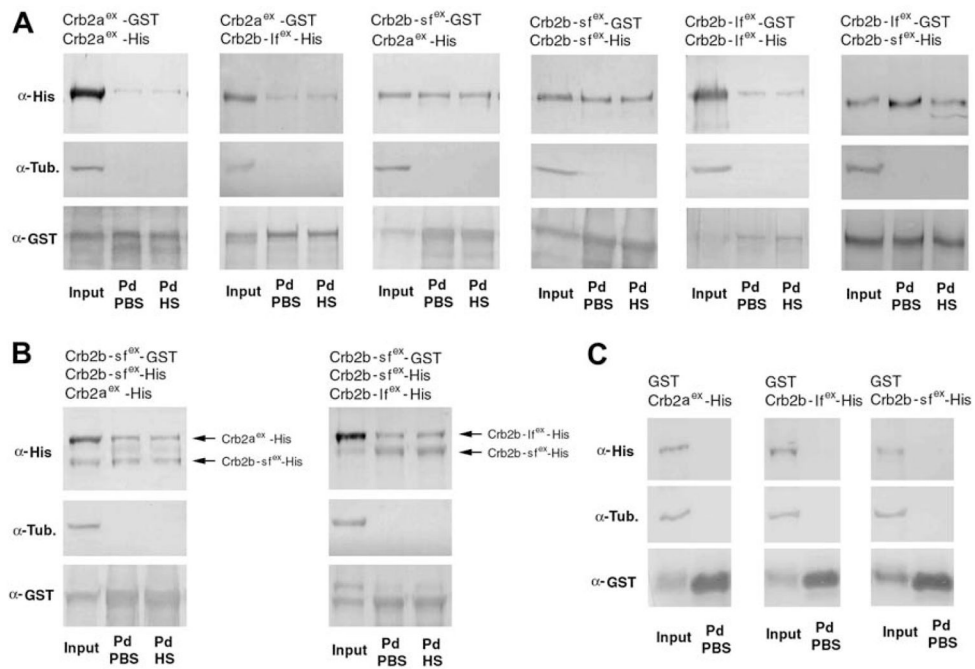 A
Crb2a^ex-GST
Crb2a^ex-His
Crb2a^ex-GST
Crb2b-lf^ex-His
Crb2b-sf^ex-GST
Crb2a^ex-His
Crb2b-sf^ex-GST
Crb2b-sf^ex-His
Crb2b-lf^ex-GST
Crb2b-lf^ex-His
Crb2b-lf^ex-GST
Crb2b-sf^ex-His
α-His
α-Tub.
α-GST
Input Pd PBS Pd HS
Input Pd PBS Pd HS
Input Pd PBS Pd HS
Input Pd PBS Pd HS
Input Pd PBS Pd HS
Input Pd PBS Pd HS
B
Crb2b-sf^ex-GST
Crb2b-sf^ex-His
Crb2a^ex-His
α-His
Crb2a^ex-His
Crb2b-sf^ex-His
α-Tub.
α-GST
Input Pd PBS Pd HS
Crb2b-sf^ex-GST
Crb2b-sf^ex-His
Crb2b-lf^ex-His
Crb2b-lf^ex-His
Crb2b-sf^ex-His
Input Pd PBS Pd HS
C
GST
Crb2a^ex-His
GST
Crb2b-lf^ex-His
GST
Crb2b-sf^ex-His
α-His
α-Tub.
α-GST
Input Pd PBS
Input Pd PBS
Input Pd PBS